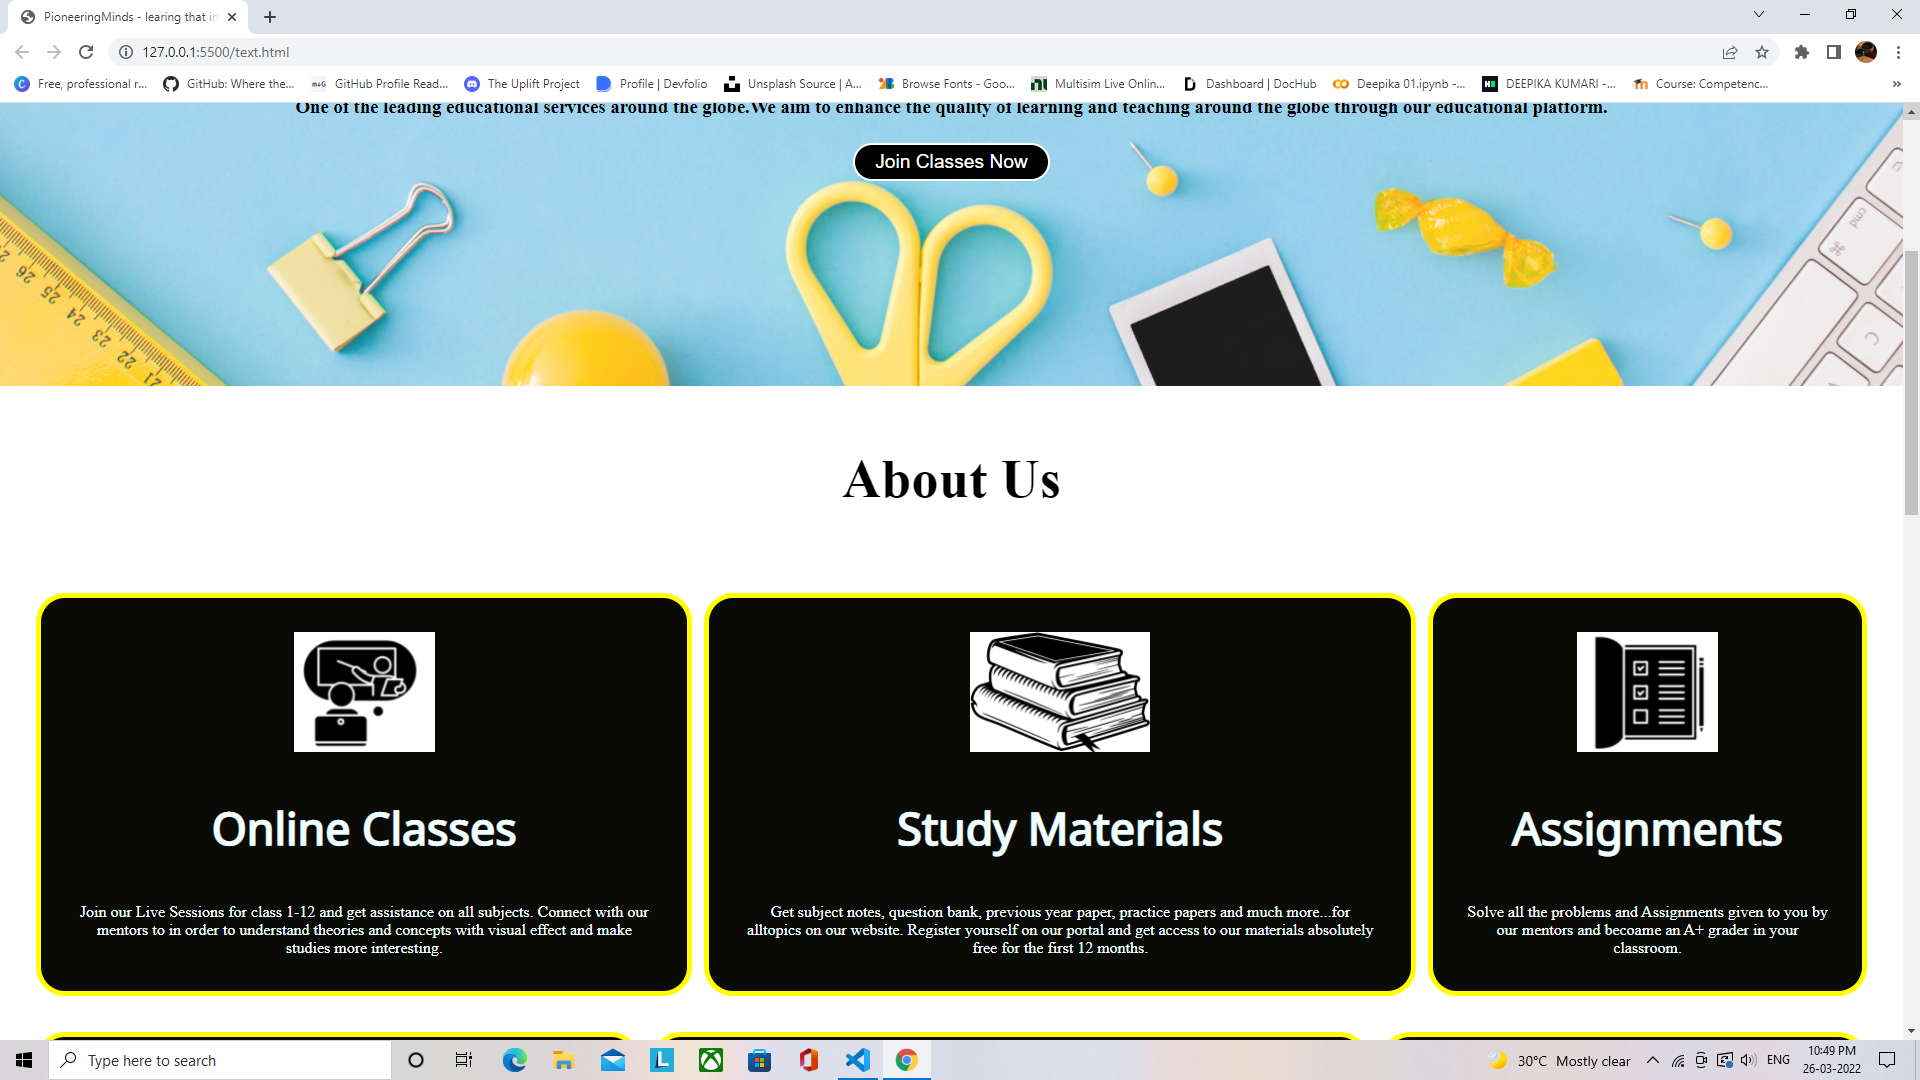 PioneeringMinds - learing that in
127.0.0.1:5500/text.html
Free, professional r...
GitHub: Where the...
GitHub Profile Read...
The Uplift Project
Profile | Devfolio
Unsplash Source | A...
Browse Fonts - Goo...
Multisim Live Onlin...
Dashboard | DocHub
Deepika 01.ipynb -...
DEEPIKA KUMARI -...
Course: Competenc...
One of the leading educational services around the globe.We aim to enhance the quality of learning and teaching around the globe through our educational platform.
Join Classes Now
26
25
24
23
22
21
cmd
About Us
Online Classes
Join our Live Sessions for class 1-12 and get assistance on all subjects. Connect with our
mentors to in order to understand theories and concepts with visual effect and make
studies more interesting.
Study Materials
Get subject notes, question bank, previous year paper, practice papers and much more...for
alltopics on our website. Register yourself on our portal and get access to our materials absolutely
free for the first 12 months.
Assignments
Solve all the problems and Assignments given to you by
our mentors and becoame an A+ grader in your
classroom.
Type here to search
30°C Mostly clear
ENG
10:49 PM
26-03-2022